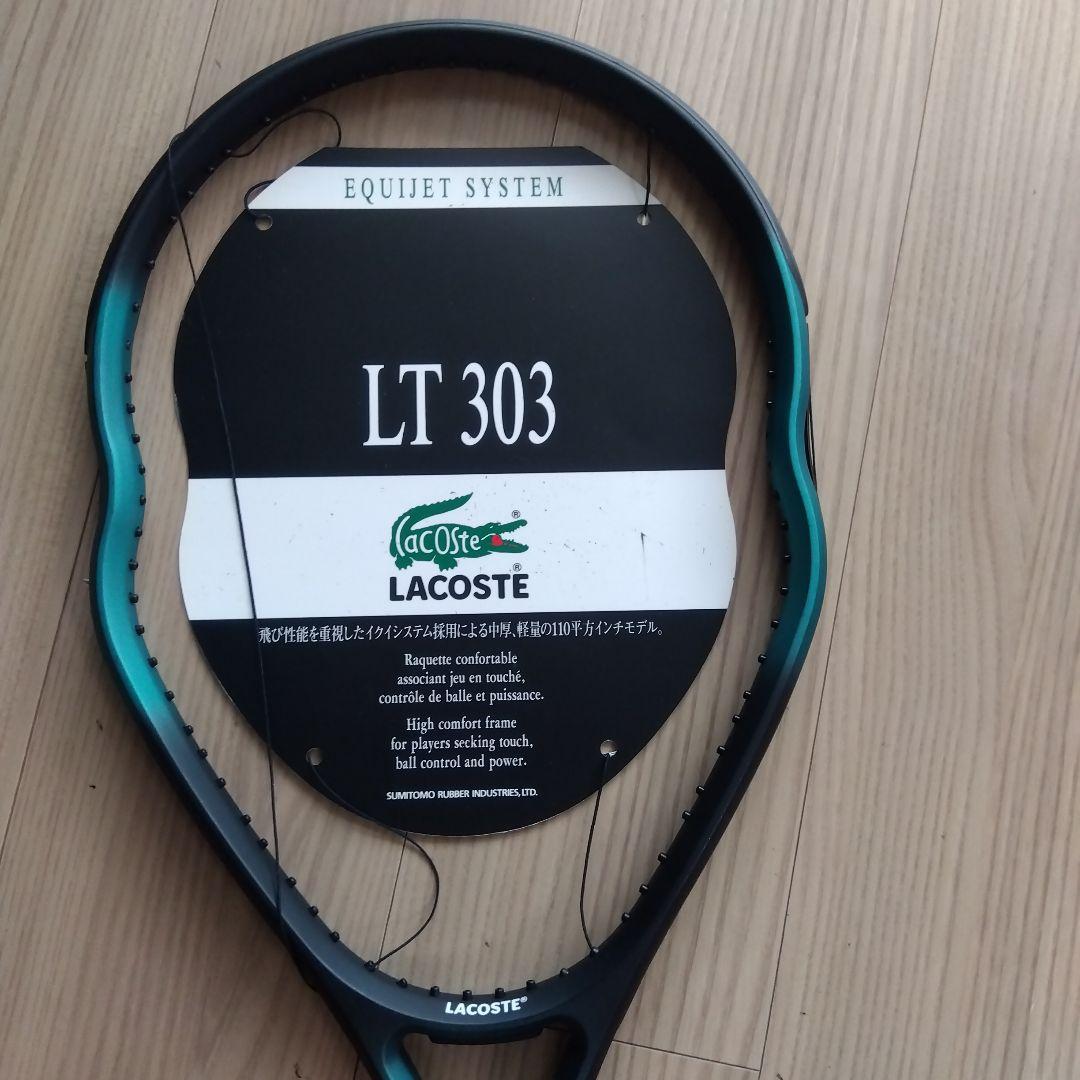 EQUIJET SYSTEM
LT 303
Lacoste®
LACOSTE®
飛び性能を重視したイクイシステム採用による中厚、軽量の110平方インチモデル。
Raquette confortable
associant jeu en touché,
contrôle de balle et puissance.
High comfort frame
for players seeking touch,
ball control and power.
SUMITOMO RUBBER INDUSTRIES, LTD.
LACOSTE®